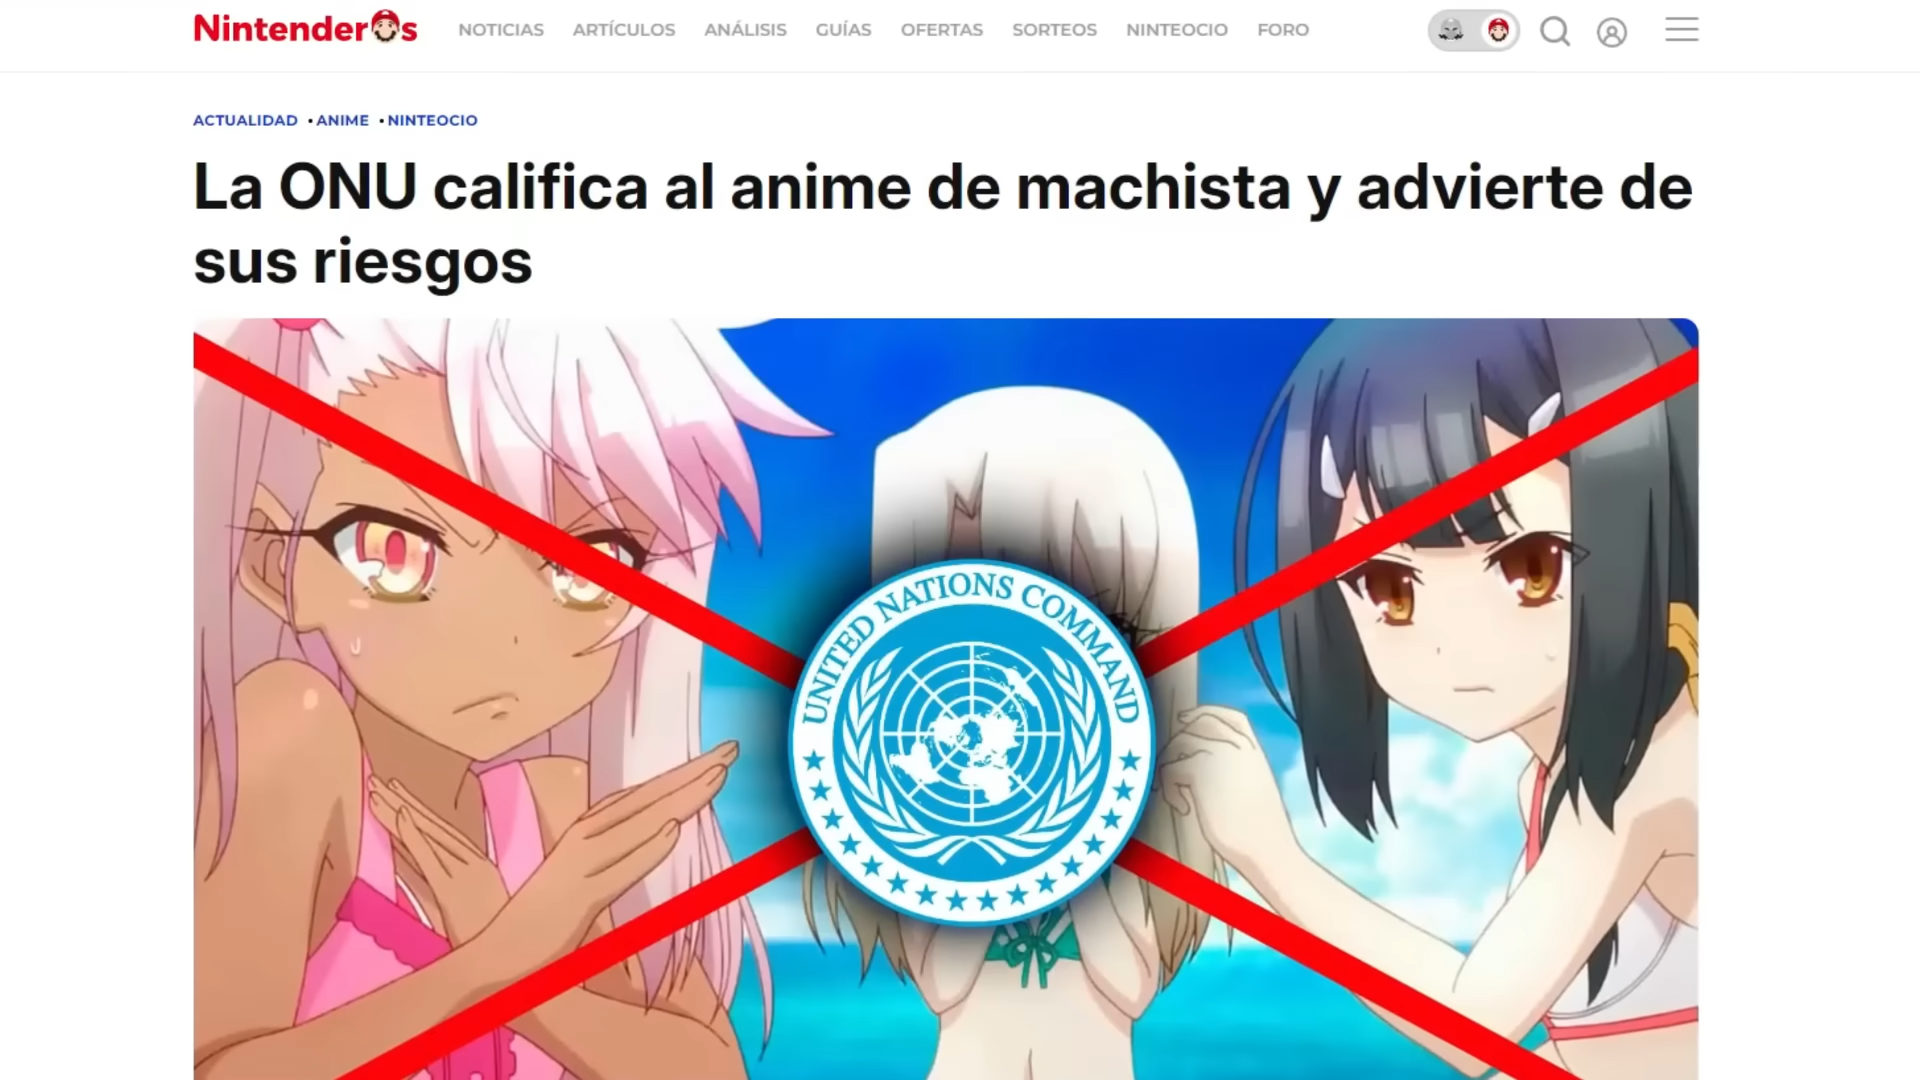 Nintenderos
NOTICIAS ARTÍCULOS ANÁLISIS GUÍAS OFERTAS SORTEOS NINTEOCIO FORO
ACTUALIDAD • ANIME • NINTEOCIO
La ONU califica al anime de machista y advierte de
sus riesgos
UNITED NATIONS COMMAND